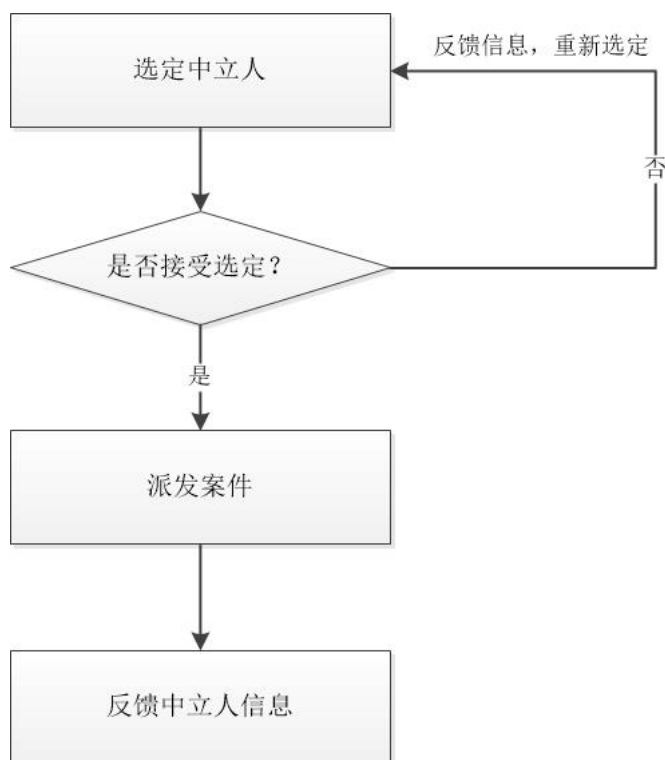 选定中立人
反馈信息，重新选定
否
是否接受选定？
是
派发案件
反馈中立人信息